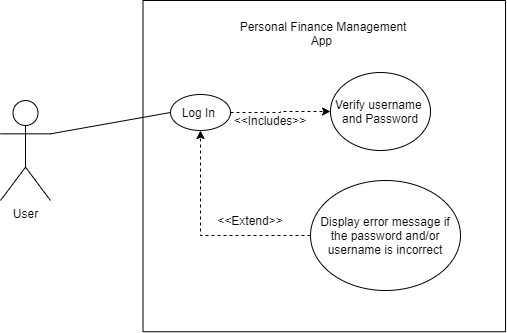 Personal Finance Management
App
Log In
Verify username
and Password
<<Includes>>
User
<<Extend>>
Display error message if
the password and/or
username is incorrect